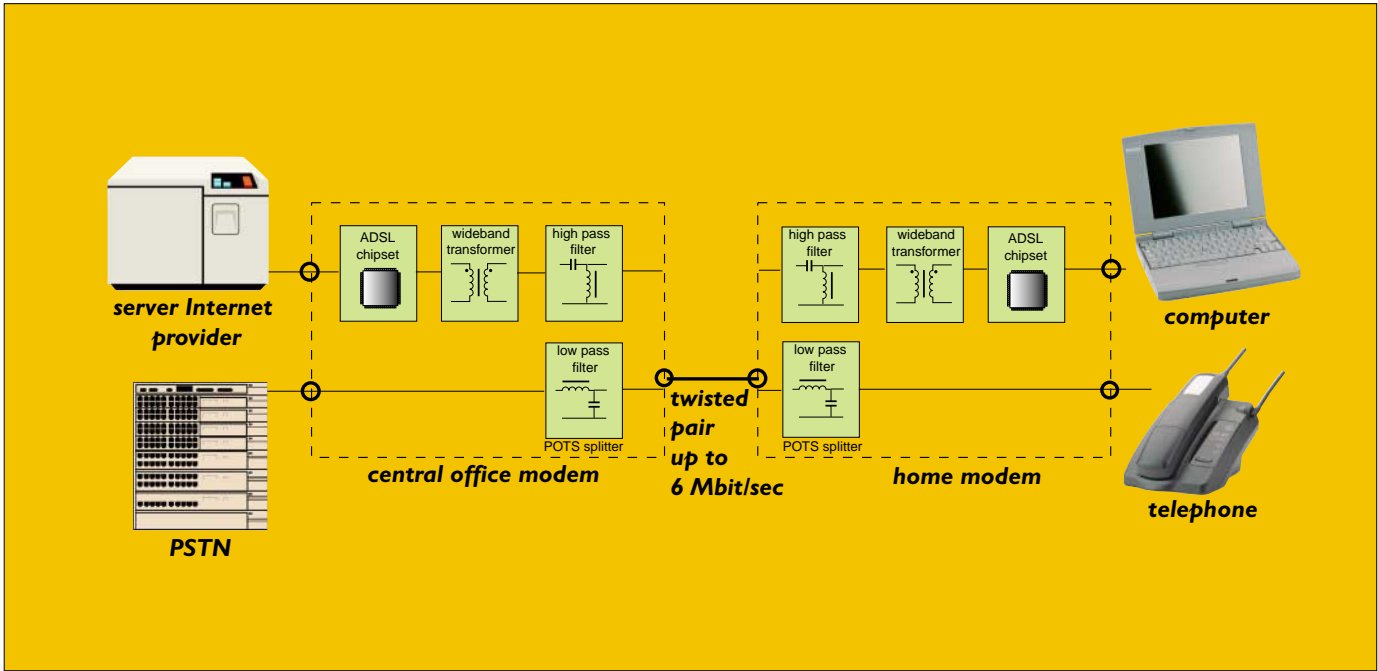 server Internet
provider
PSTN
ADSL
chipset
wideband
transformer
high pass
filter
low pass
filter
POTS splitter
central office modem
twisted
pair
up to
6 Mbit/sec
high pass
filter
wideband
transformer
ADSL
chipset
low pass
filter
POTS splitter
home modem
computer
telephone